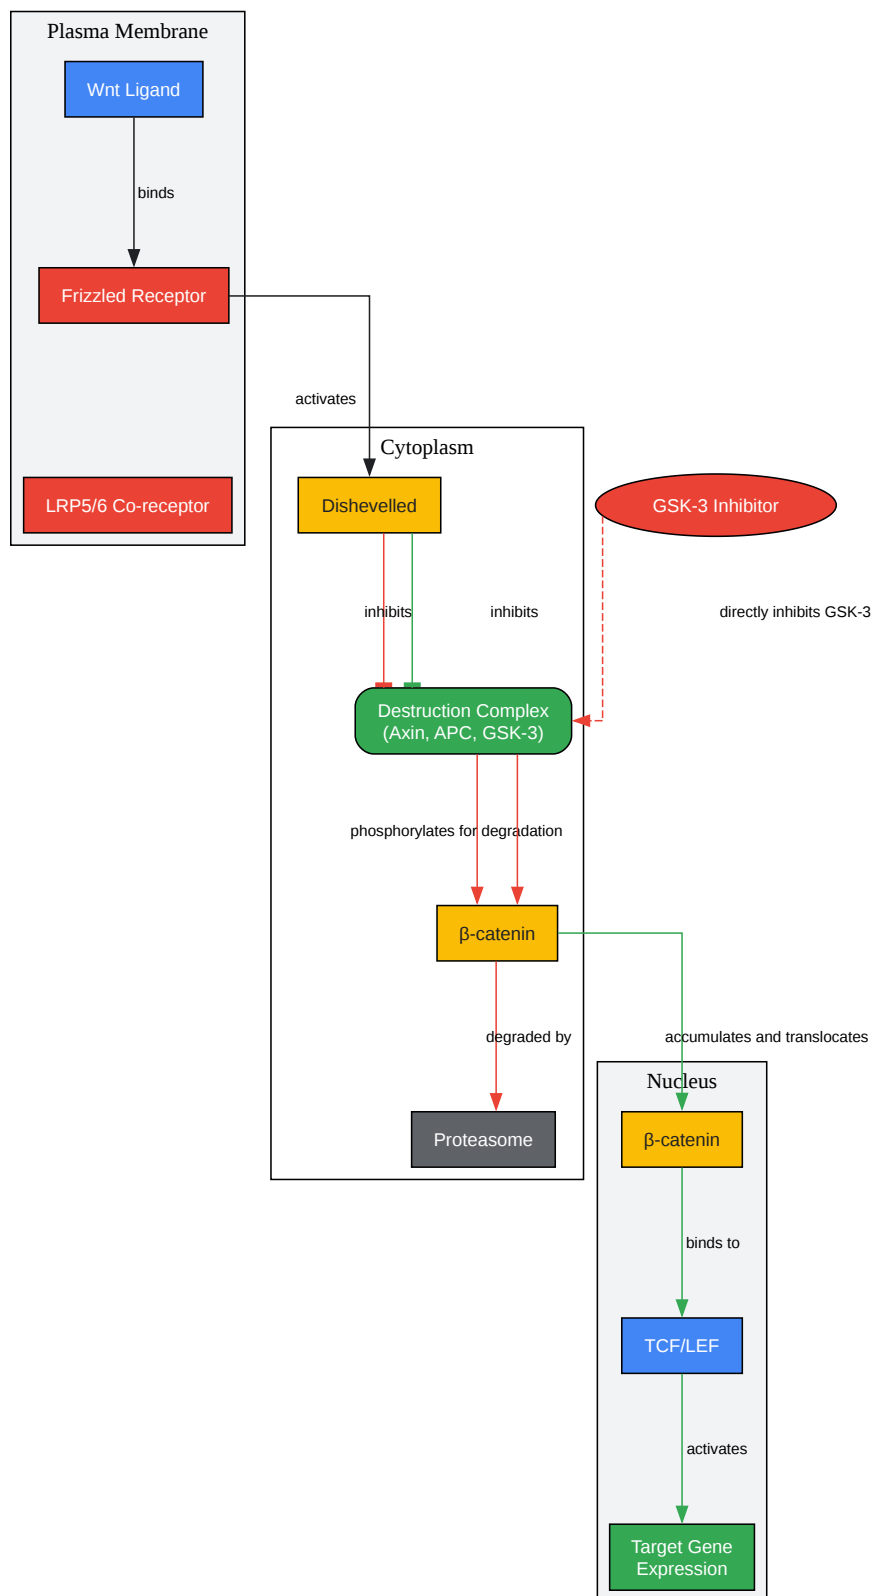 Plasma Membrane
Wnt Ligand
binds
Frizzled Receptor
activates
Cytoplasm
LRP5/6 Co-receptor
Dishevelled
GSK-3 Inhibitor
inhibits
inhibits
directly inhibits GSK-3
Destruction Complex
(Axin, APC, GSK-3)
phosphorylates for degradation
β-catenin
degraded by
accumulates and translocates
Nucleus
Proteasome
β-catenin
binds to
TCF/LEF
activates
Target Gene
Expression